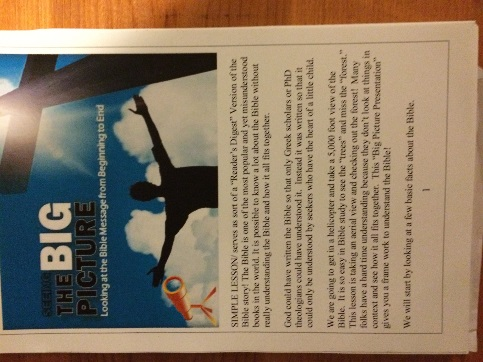 THE BIG
PICTURE
Looking at the Bible Message from Beginning to End
SIMPLE LESSON/ serves as sort of a "Reader's Digest" Version of the
Bible story! The Bible is one of the most popular and yet misunderstood
books in the world. It is possible to know a lot about the Bible without
really understanding the Bible and how it all fits together.
God could have written the Bible so that only Greek scholars or PhD
theologians could have understood it. Instead it was written so that it
could only be understood by seekers who have the heart of a little child.
We are going to get in a helicopter and take a 5,000 foot view of the
Bible. It is so easy in Bible study to see the "trees" and miss the "forest."
This lesson is taking an aerial view and checking out the forest! Many
folks have a hard time understanding because they don't look at things in
context and see how it all fits together. This "Big Picture Presentation"
gives you a frame work to understand the Bible!
We will start by looking at a few basic facts about the Bible.
1